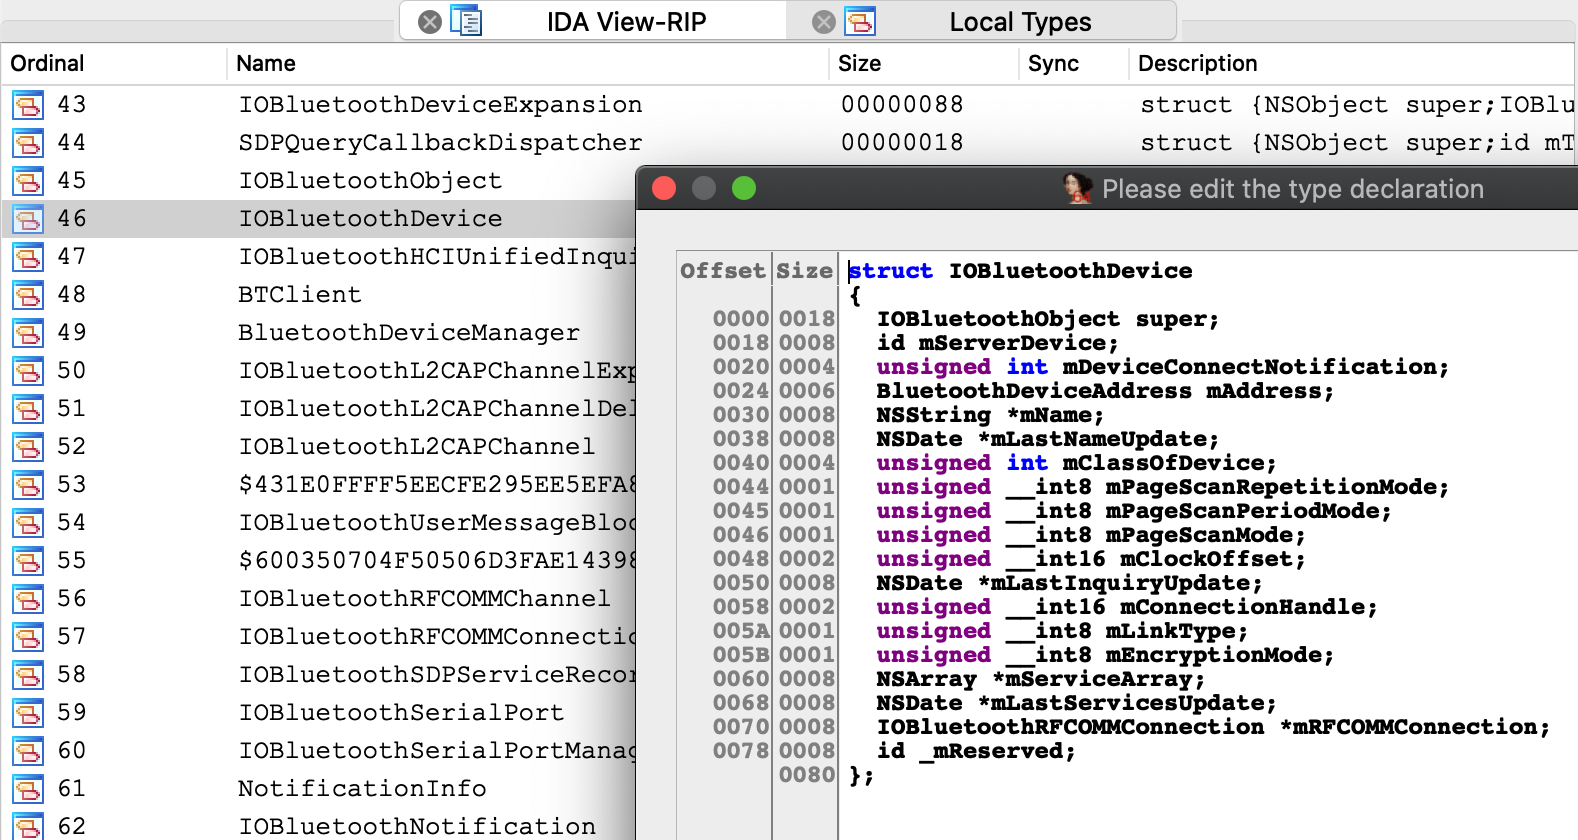 IDA View-RIP Local Types
Ordinal Name Size Sync Description
43 IOBluetoothDeviceExpansion 00000088 struct {NSObject super;IOBlu
44 SDPQueryCallbackDispatcher 00000018 struct {NSObject super;id mT
45 IOBluetoothObject
46 IOBluetoothDevice
47 IOBluetoothHCIUnifiedInqui
48 BTClient
49 BluetoothDeviceManager
50 IOBluetoothL2CAPChannelExp
51 IOBluetoothL2CAPChannelDel
52 IOBluetoothL2CAPChannel
53 $431E0FFFF5EECFE295EE5EFA8
54 IOBluetoothUserMessageBloc
55 $600350704F50506D3FAE14398
56 IOBluetoothRFCOMMChannel
57 IOBluetoothRFCOMMConnectio
58 IOBluetoothSDPServiceRecor
59 IOBluetoothSerialPort
60 IOBluetoothSerialPortManag
61 NotificationInfo
62 IOBluetoothNotification
Please edit the type declaration
Offset Size struct IOBluetoothDevice
{
0000 0018 IOBluetoothObject super;
0018 0008 id mServerDevice;
0020 0004 unsigned int mDeviceConnectNotification;
0024 0006 BluetoothDeviceAddress mAddress;
0030 0008 NSString *mName;
0038 0008 NSDate *mLastNameUpdate;
0040 0004 unsigned int mClassOfDevice;
0044 0001 unsigned __int8 mPageScanRepetitionMode;
0045 0001 unsigned __int8 mPageScanPeriodMode;
0046 0001 unsigned __int8 mPageScanMode;
0048 0002 unsigned __int16 mClockOffset;
0050 0008 NSDate *mLastInquiryUpdate;
0058 0002 unsigned __int16 mConnectionHandle;
005A 0001 unsigned __int8 mLinkType;
005B 0001 unsigned __int8 mEncryptionMode;
0060 0008 NSArray *mServiceArray;
0068 0008 NSDate *mLastServicesUpdate;
0070 0008 IOBluetoothRFCOMMConnection *mRFCOMMConnection;
0078 0008 id _mReserved;
0080 };